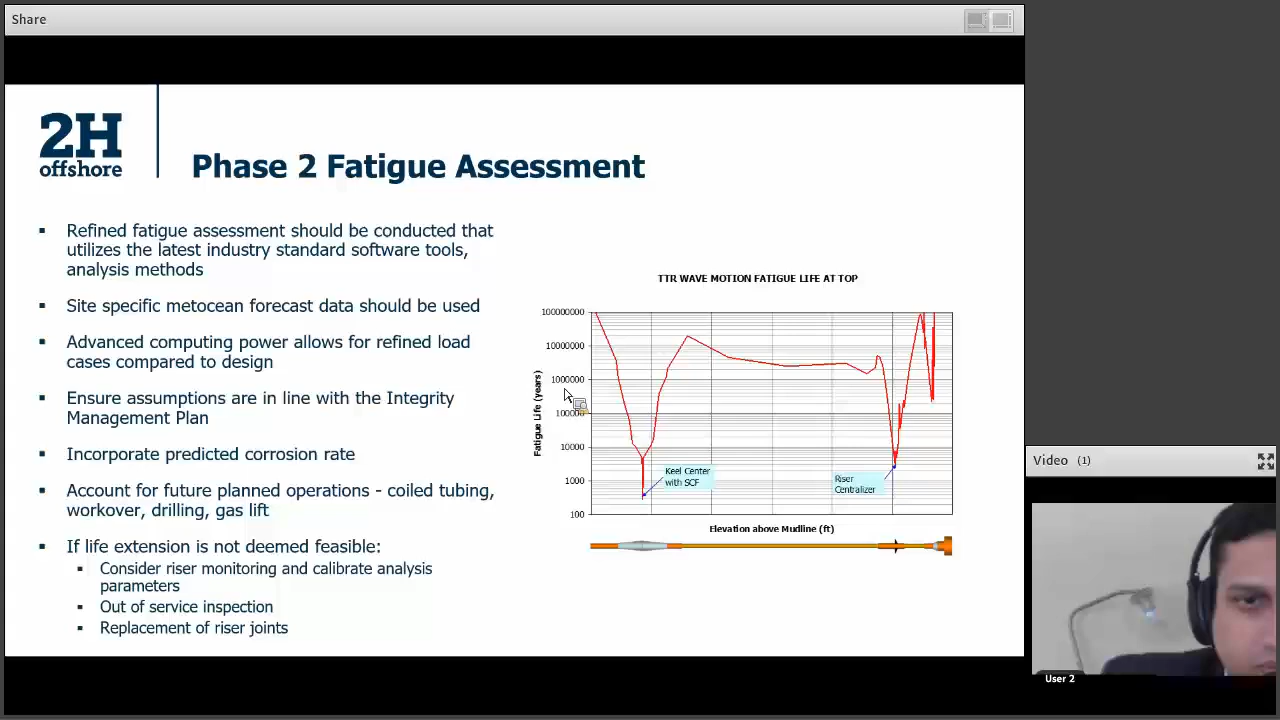 Share
2H
offshore
Phase 2 Fatigue Assessment
Refined fatigue assessment should be conducted that
utilizes the latest industry standard software tools,
analysis methods
Site specific metocean forecast data should be used
Advanced computing power allows for refined load
cases compared to design
Ensure assumptions are in line with the Integrity
Management Plan
Incorporate predicted corrosion rate
Account for future planned operations - coiled tubing,
workover, drilling, gas lift
If life extension is not deemed feasible:
Consider riser monitoring and calibrate analysis
parameters
Out of service inspection
Replacement of riser joints
TTR WAVE MOTION FATIGUE LIFE AT TOP
Fatigue Life (years)
100000000
10000000
1000000
100000
10000
1000
100
Keel Center
with SCF
Riser
Centralizer
Elevation above Mudline (ft)
Video (1)
User 2